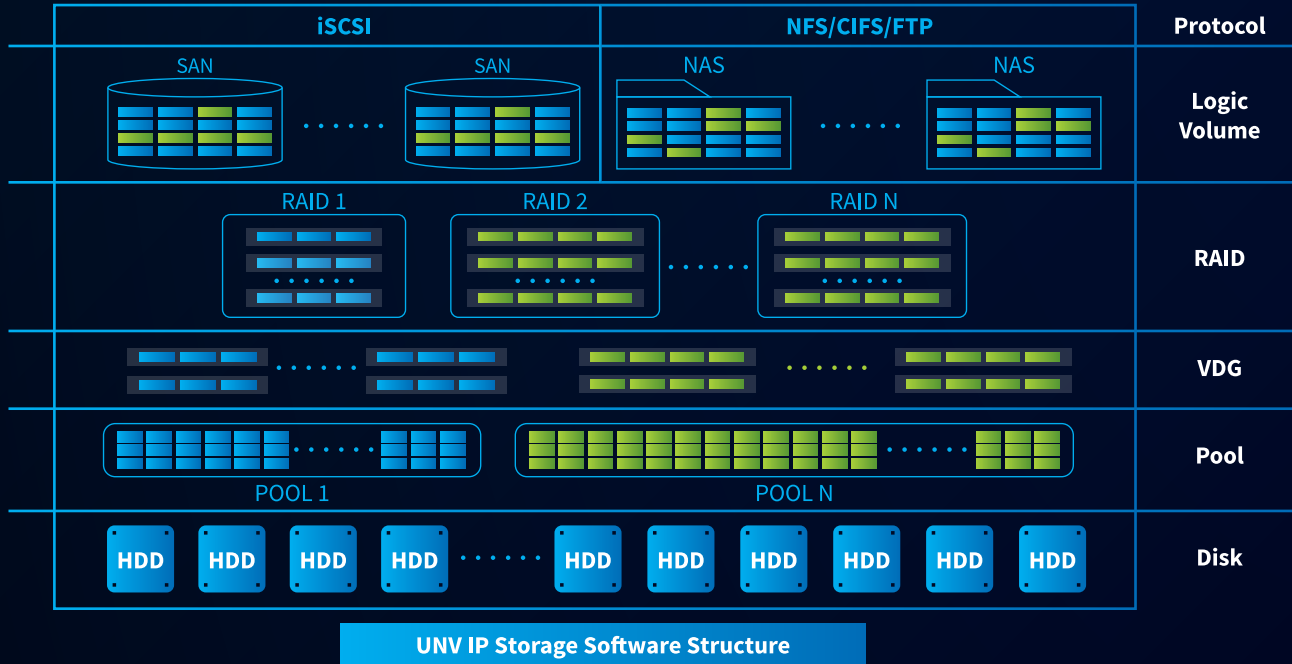 iSCSI
NFS/CIFS/FTP
Protocol
SAN
SAN
NAS
NAS
Logic
Volume
RAID 1
RAID 2
RAID N
RAID
VDG
Pool
POOL 1
POOL N
HDD
HDD
HDD
HDD
HDD
HDD
HDD
HDD
HDD
HDD
Disk
UNV IP Storage Software Structure